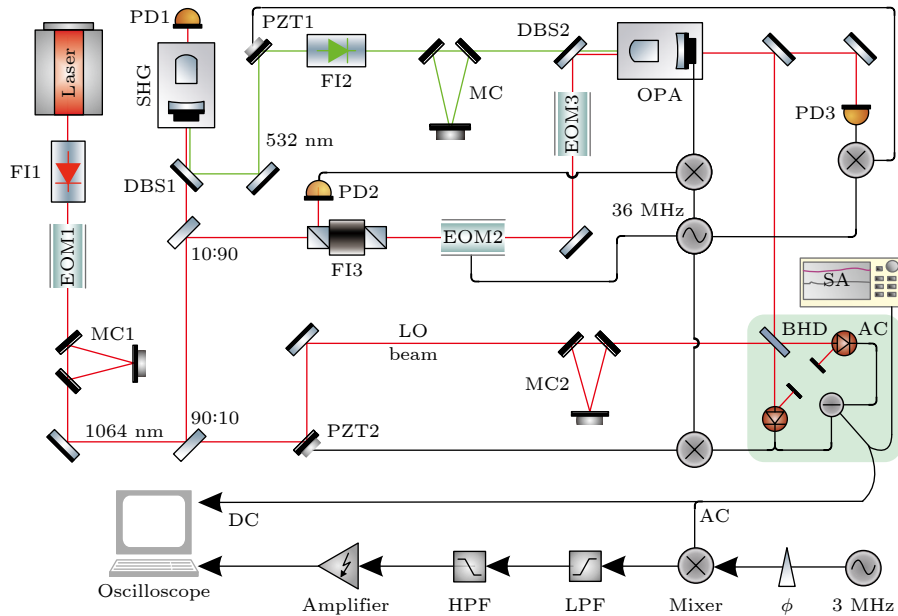 PD1
PZT1
DBS2
Laser
SHG
FI2
MC
OPA
EOM3
PD3
532 nm
FI1
DBS1
PD2
36 MHz
EOM1
10:90
FI3
EOM2
SA
MC1
LO
beam
BHD
AC
MC2
1064 nm
90:10
PZT2
DC
AC
Oscilloscope
Amplifier
HPF
LPF
Mixer
ϕ
3 MHz